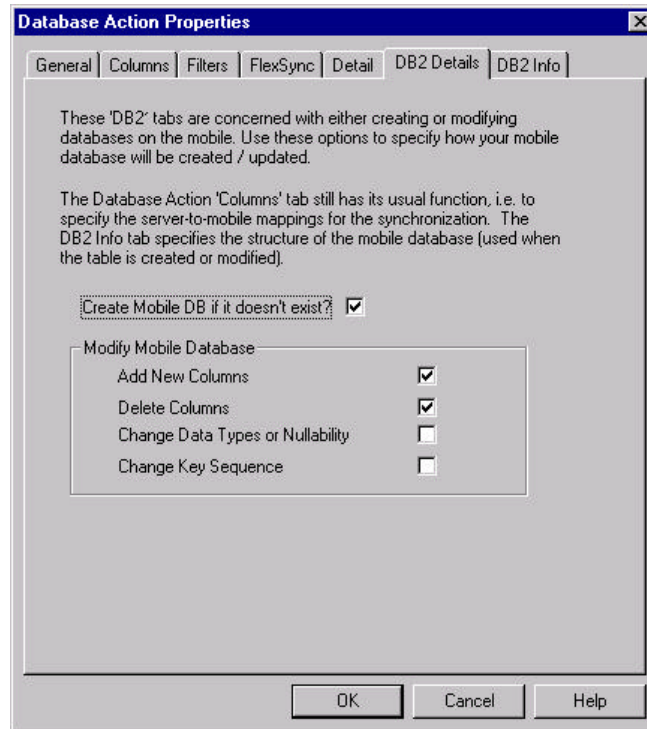 Database Action Properties
General Columns Filters FlexSync Detail DB2 Details DB2 Info
These 'DB2' tabs are concerned with either creating or modifying
databases on the mobile. Use these options to specify how your mobile
database will be created / updated.
The Database Action 'Columns' tab still has its usual function, i.e. to
specify the server-to-mobile mappings for the synchronization. The
DB2 Info tab specifies the structure of the mobile database (used when
the table is created or modified).
Create Mobile DB if it doesn't exist?
Modify Mobile Database
Add New Columns
Delete Columns
Change Data Types or Nullability
Change Key Sequence
OK Cancel Help